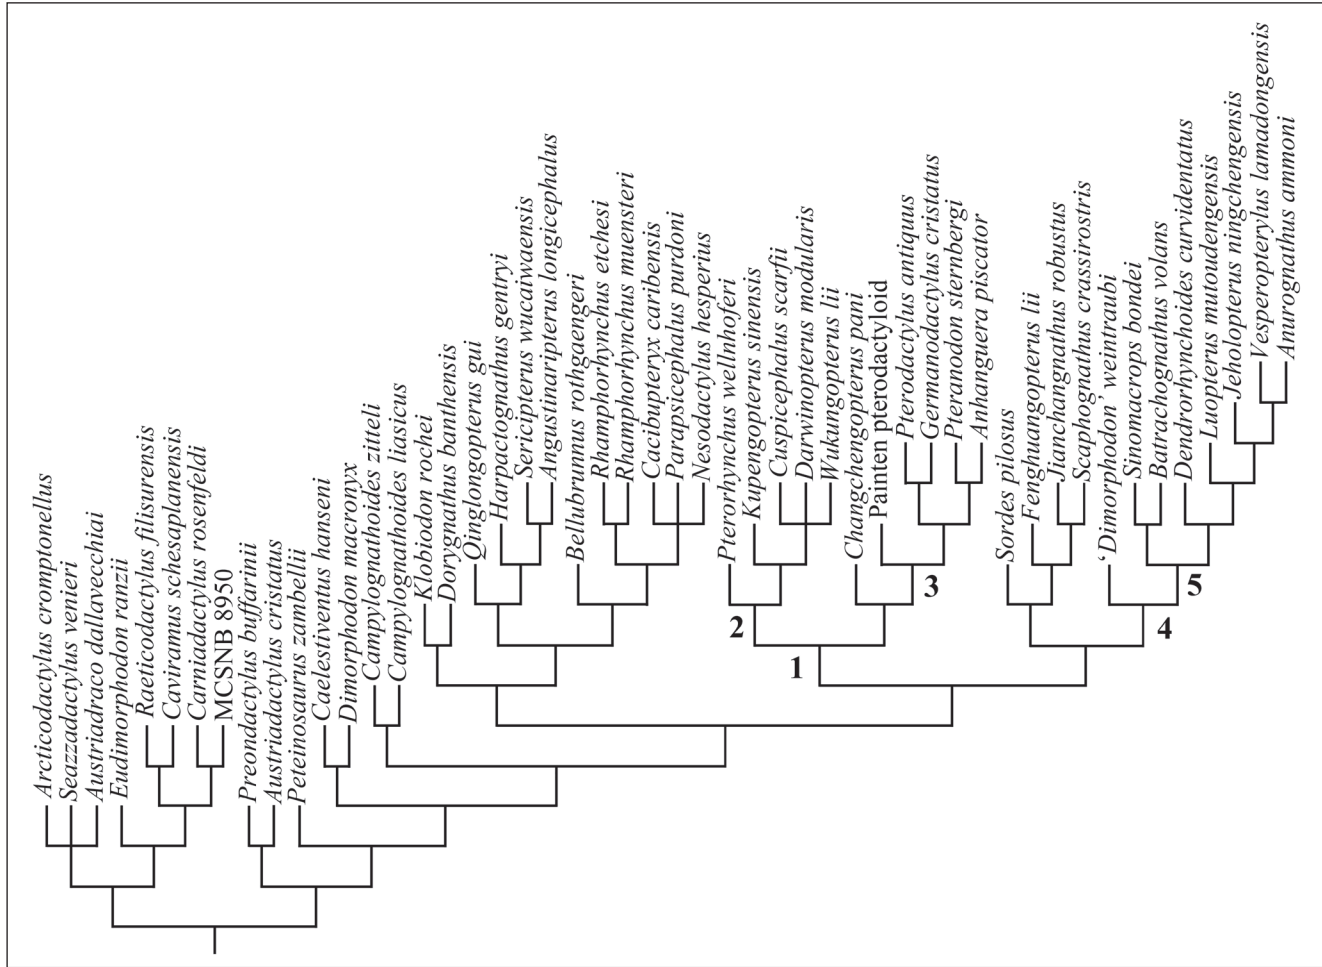 Arcticodactylus cromptonellus
Seazzadactylus venieri
Austriadraco dallavecchiai
Eudimorphodon ranzii
Raeticodactylus filisurensis
Caviramus schesaplanensis
Carniadactylus rosenfeldi
MCSNB 8950
Preondactylus buffarinii
Austriadactylus cristatus
Peteinosaurus zambellii
Caelestiventus hanseni
Dimorphodon macronyx
Campylognathoides zitteli
Campylognathoides liasicus
Klobiodon rochei
Dorygnathus banthensis
Qinglongopterus gui
Harpactognathus gentryi
Sericipterus wucaiwanensis
Angustinaripterus longicephalus
Bellubrunnus rothgaengeri
Rhamphorhynchus etchesi
Rhamphorhynchus muensteri
Cacibupteryx caribensis
Parapsicephalus purdoni
Nesodactylus hesperius
Pterorhynchus wellnhoferi
Kupengopterus sinensis
Cuspicephalus scarfii
Darwinopterus modularis
Wukungopterus lii
Changchengopterus pani
Painten pterodactyloid
Pterodactylus antiquus
Germanodactylus cristatus
Pteranodon sternbergi
Anhanguera piscator
Sordes pilosus
Fenghuangopterus lii
Jianchangnathus robustus
Scaphognathus crassirostris
‘Dimorphodon’ weintraubi
Sinomacrops bondei
Batrachognathus volans
Dendrorhynchoides curvidentatus
Luopterus mutoudengensis
Jeholopterus ningchengensis
Vesperopterylus lamadongensis
Anurognathus ammoni
1
2
3
4
5